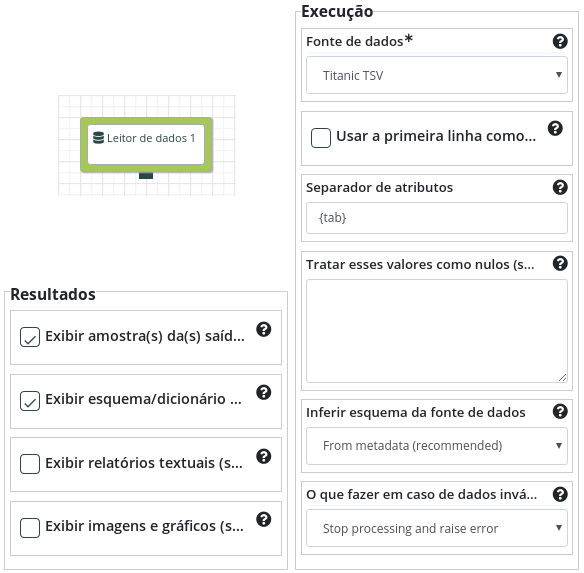 Execução
Fonte de dados*
Titanic TSV
Usar a primeira linha como...
Separador de atributos
{tab}
Tratar esses valores como nulos (s...
Inferir esquema da fonte de dados
From metadata (recommended)
O que fazer em caso de dados invá...
Stop processing and raise error
Leitor de dados 1
Resultados
Exibir amostra(s) da(s) saíd...
Exibir esquema/dicionário ...
Exibir relatórios textuais (s...
Exibir imagens e gráficos (s...